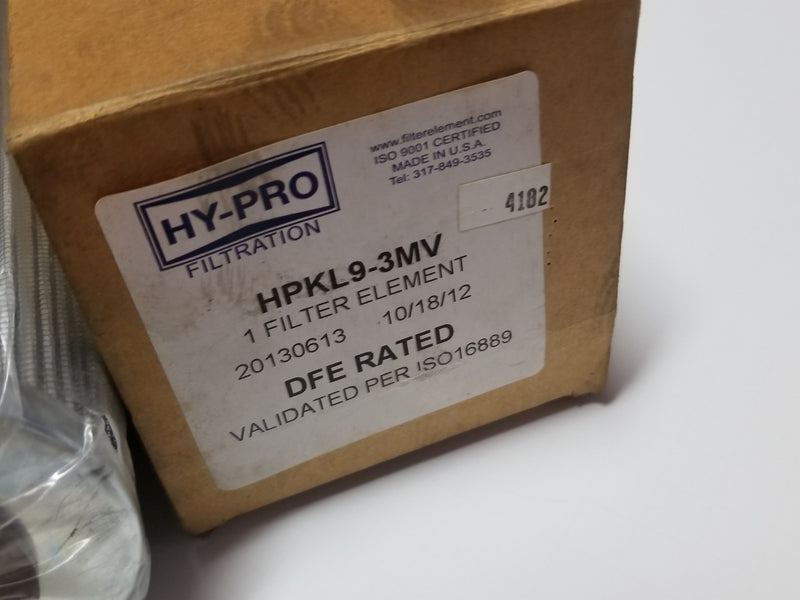 HY-PRO
FILTRATION
www.filterelement.com
ISO 9001 CERTIFIED
MADE IN U.S.A.
Tel: 317-849-3535
4182
HPKL9-3MV
1 FILTER ELEMENT
20130613 10/18/12
DFE RATED
VALIDATED PER ISO16889